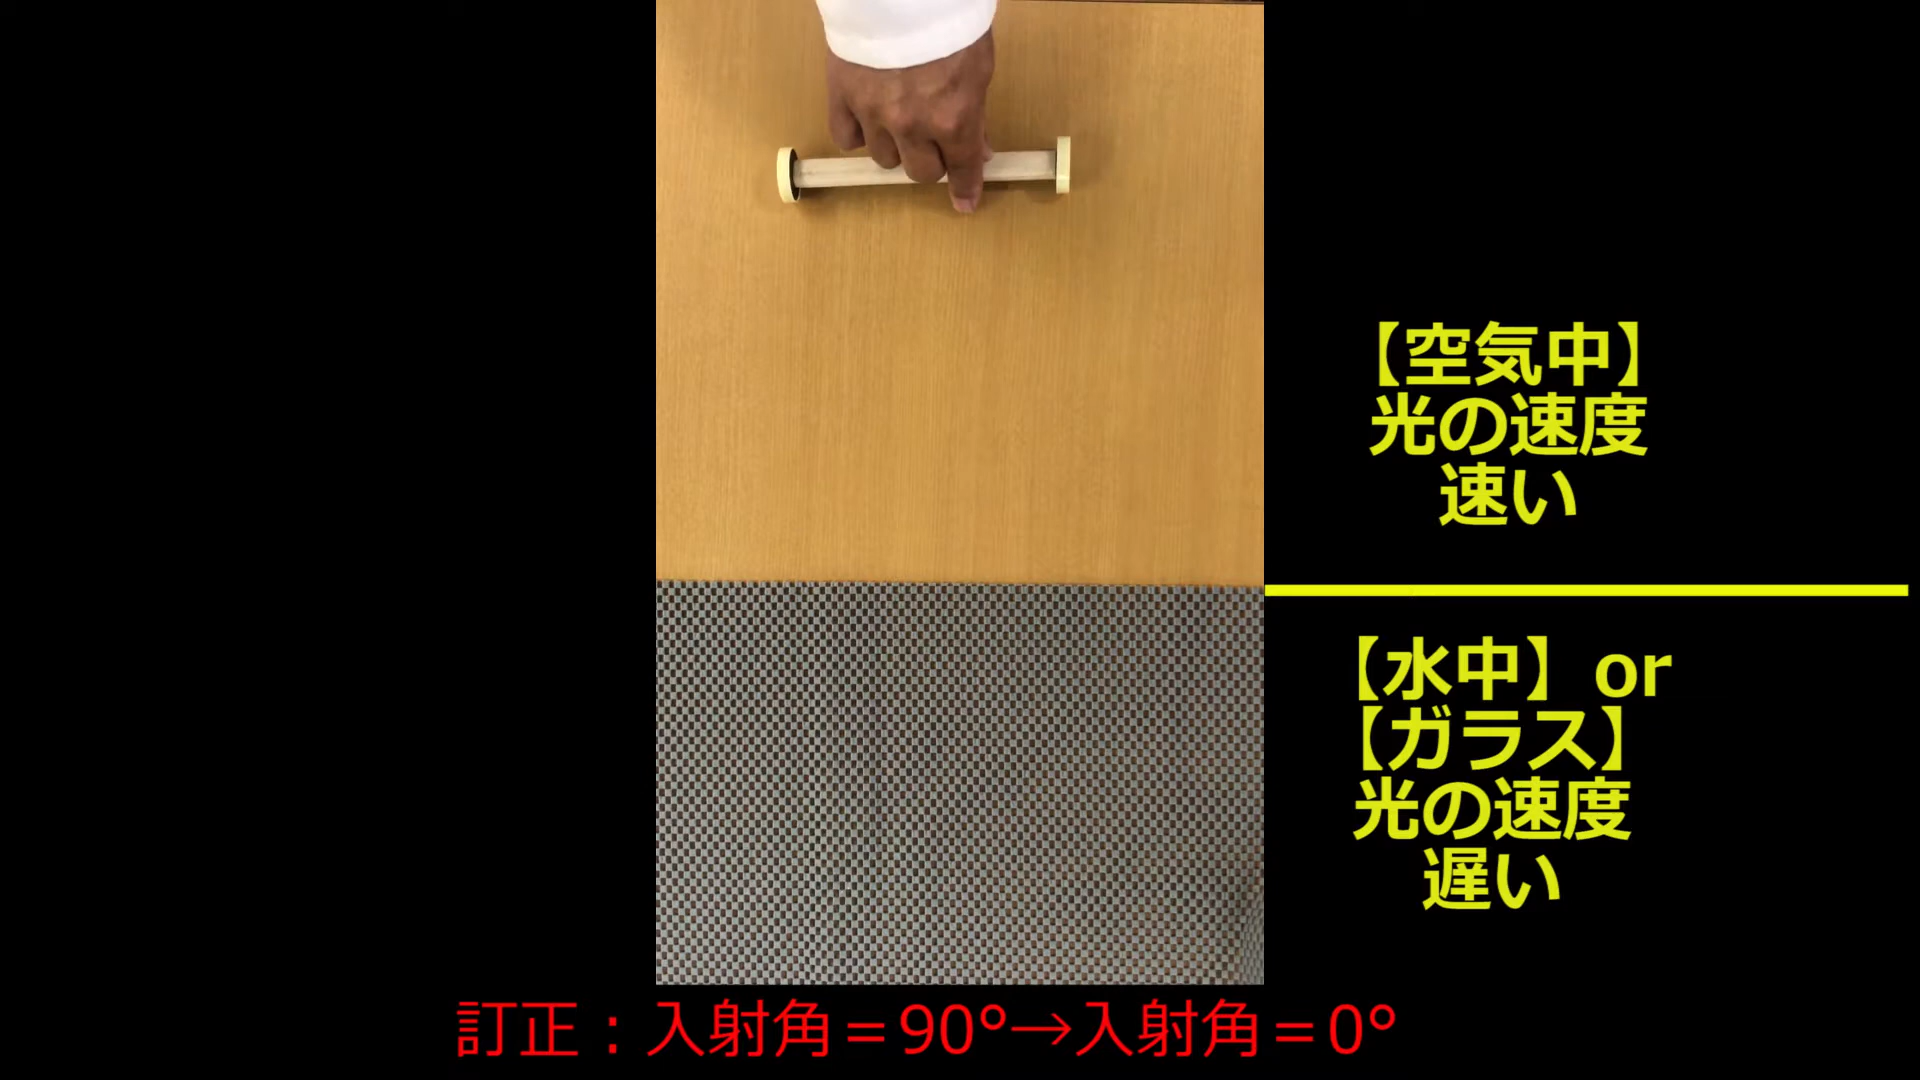 【空気中】
光の速度
速い
【水中】or
【ガラス】
光の速度
遅い
訂正：入射角＝90°→入射角＝0°